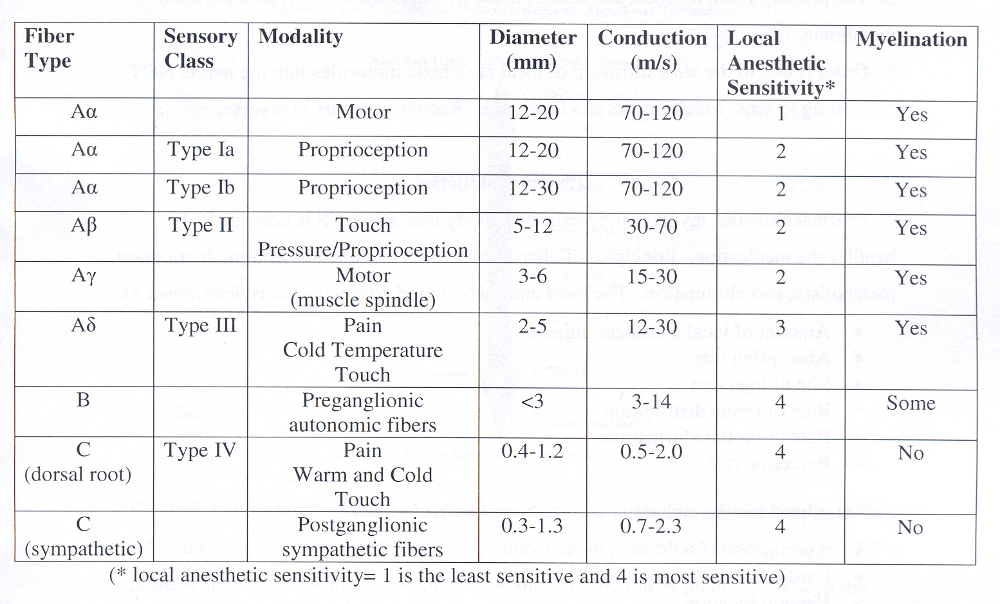 Fiber Type Sensory Class Modality Diameter (mm) Conduction (m/s) Local Anesthetic Sensitivity* Myelination
Aα Motor 12-20 70-120 1 Yes
Aα Type Ia Proprioception 12-20 70-120 2 Yes
Aα Type Ib Proprioception 12-30 70-120 2 Yes
Aβ Type II Touch Pressure/Proprioception 5-12 30-70 2 Yes
Aγ Motor (muscle spindle) 3-6 15-30 2 Yes
Aδ Type III Pain Cold Temperature Touch 2-5 12-30 3 Yes
B Preganglionic autonomic fibers <3 3-14 4 Some
C (dorsal root) Type IV Pain Warm and Cold Touch 0.4-1.2 0.5-2.0 4 No
C (sympathetic) Postganglionic sympathetic fibers 0.3-1.3 0.7-2.3 4 No
(* local anesthetic sensitivity= 1 is the least sensitive and 4 is most sensitive)